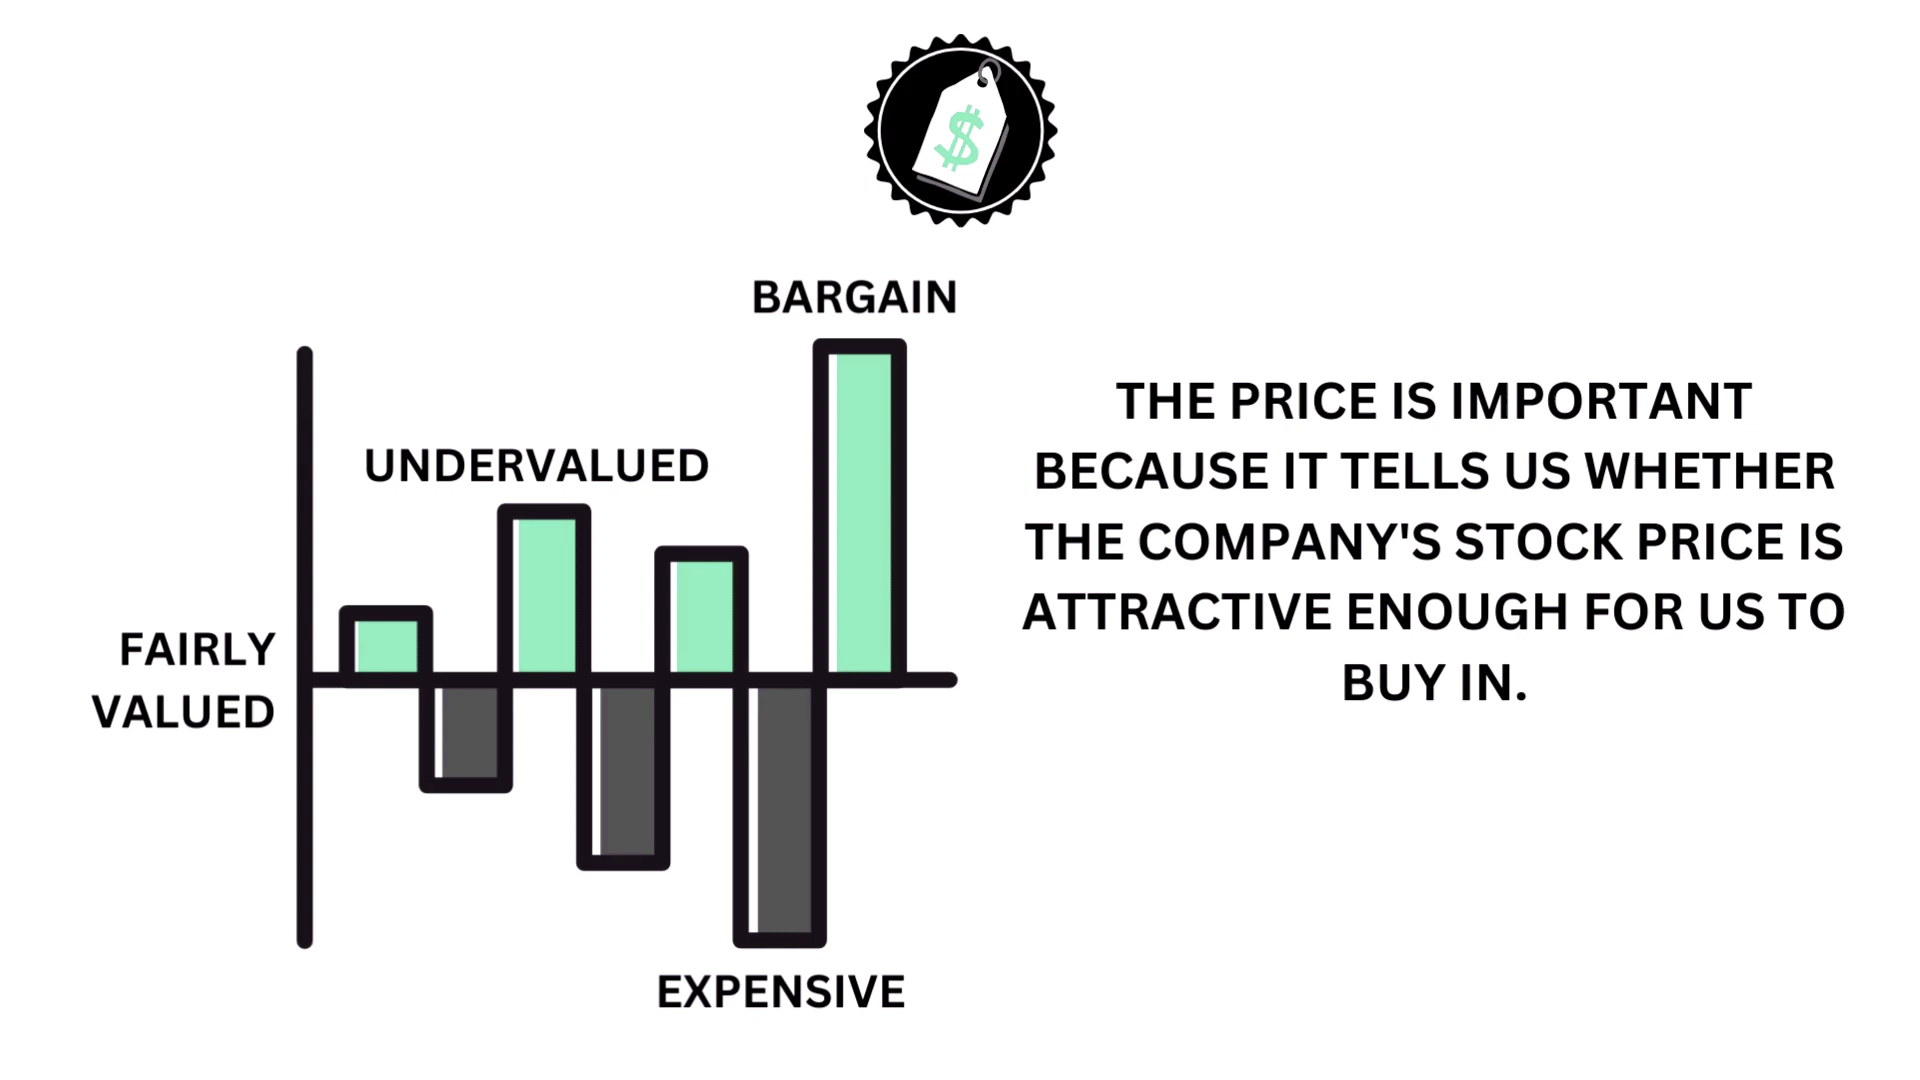 $
BARGAIN
UNDERVALUED
FAIRLY
VALUED
EXPENSIVE
THE PRICE IS IMPORTANT
BECAUSE IT TELLS US WHETHER
THE COMPANY'S STOCK PRICE IS
ATTRACTIVE ENOUGH FOR US TO
BUY IN.